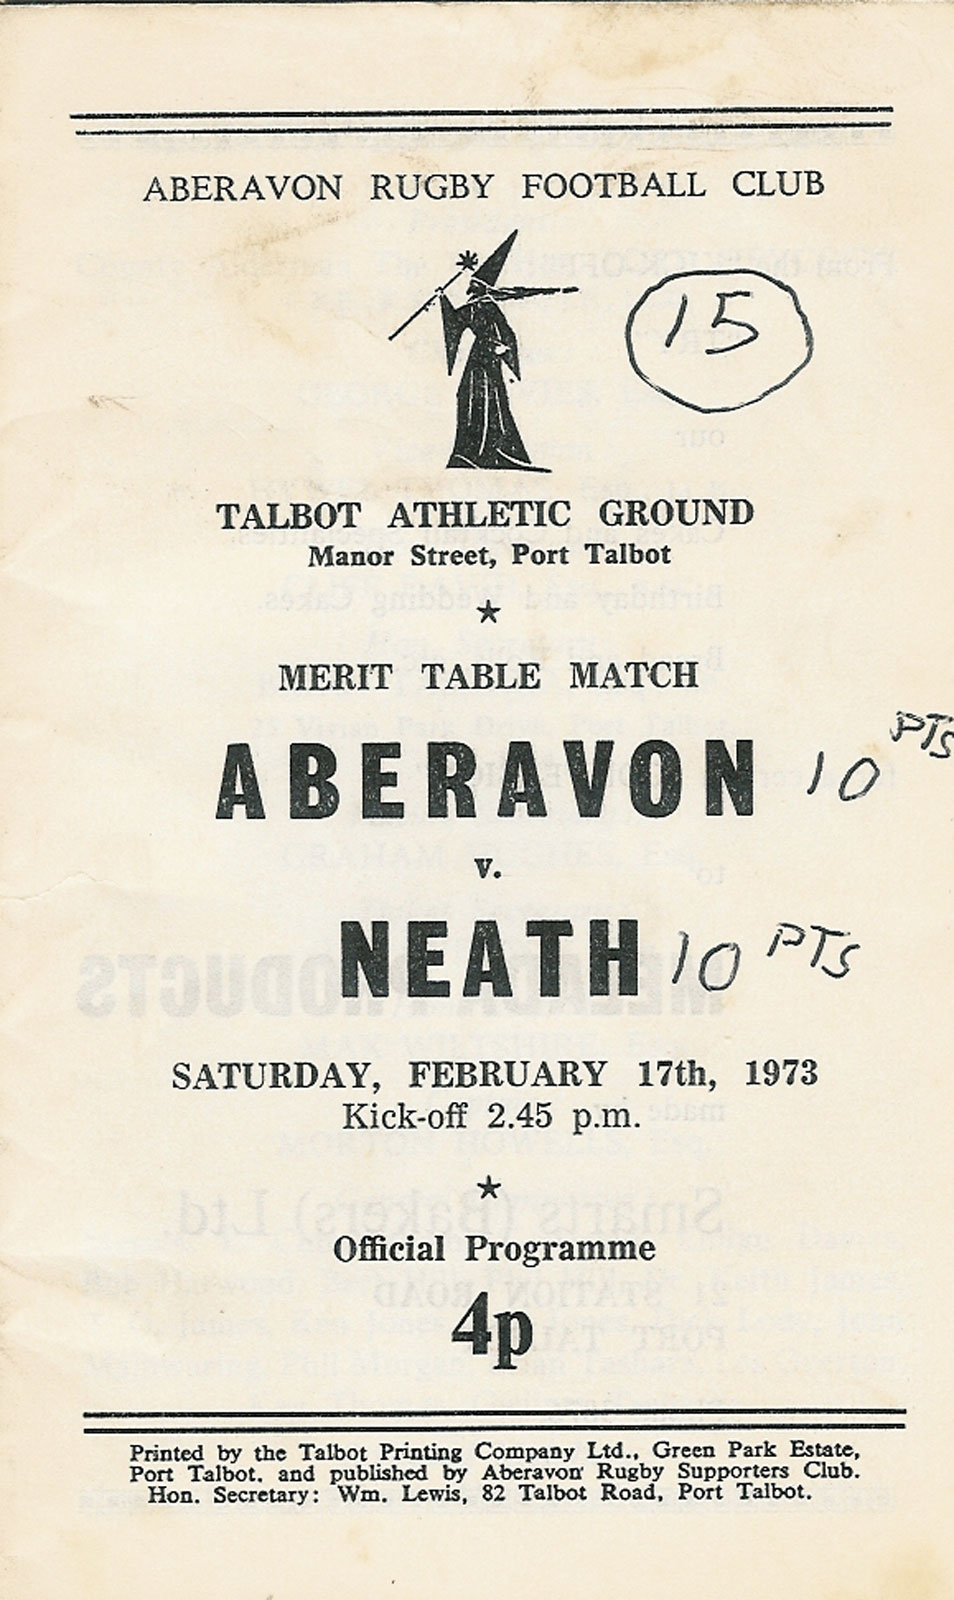 ABERAVON RUGBY FOOTBALL CLUB
15
TALBOT ATHLETIC GROUND
Manor Street, Port Talbot
MERIT TABLE MATCH
ABERAVON 10 PTS
v.
NEATH 10 PTS
SATURDAY, FEBRUARY 17th, 1973
Kick-off 2.45 p.m.
Official Programme
4p
Printed by the Talbot Printing Company Ltd., Green Park Estate,
Port Talbot. and published by Aberavon Rugby Supporters Club.
Hon. Secretary: Wm. Lewis, 82 Talbot Road, Port Talbot.